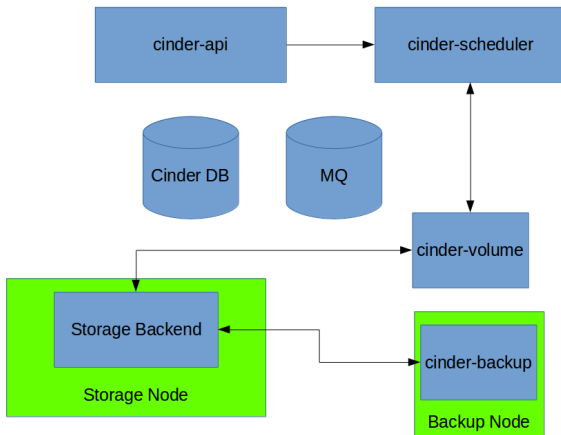 cinder-api
cinder-scheduler
Cinder DB
MQ
cinder-volume
Storage Backend
cinder-backup
Storage Node
Backup Node